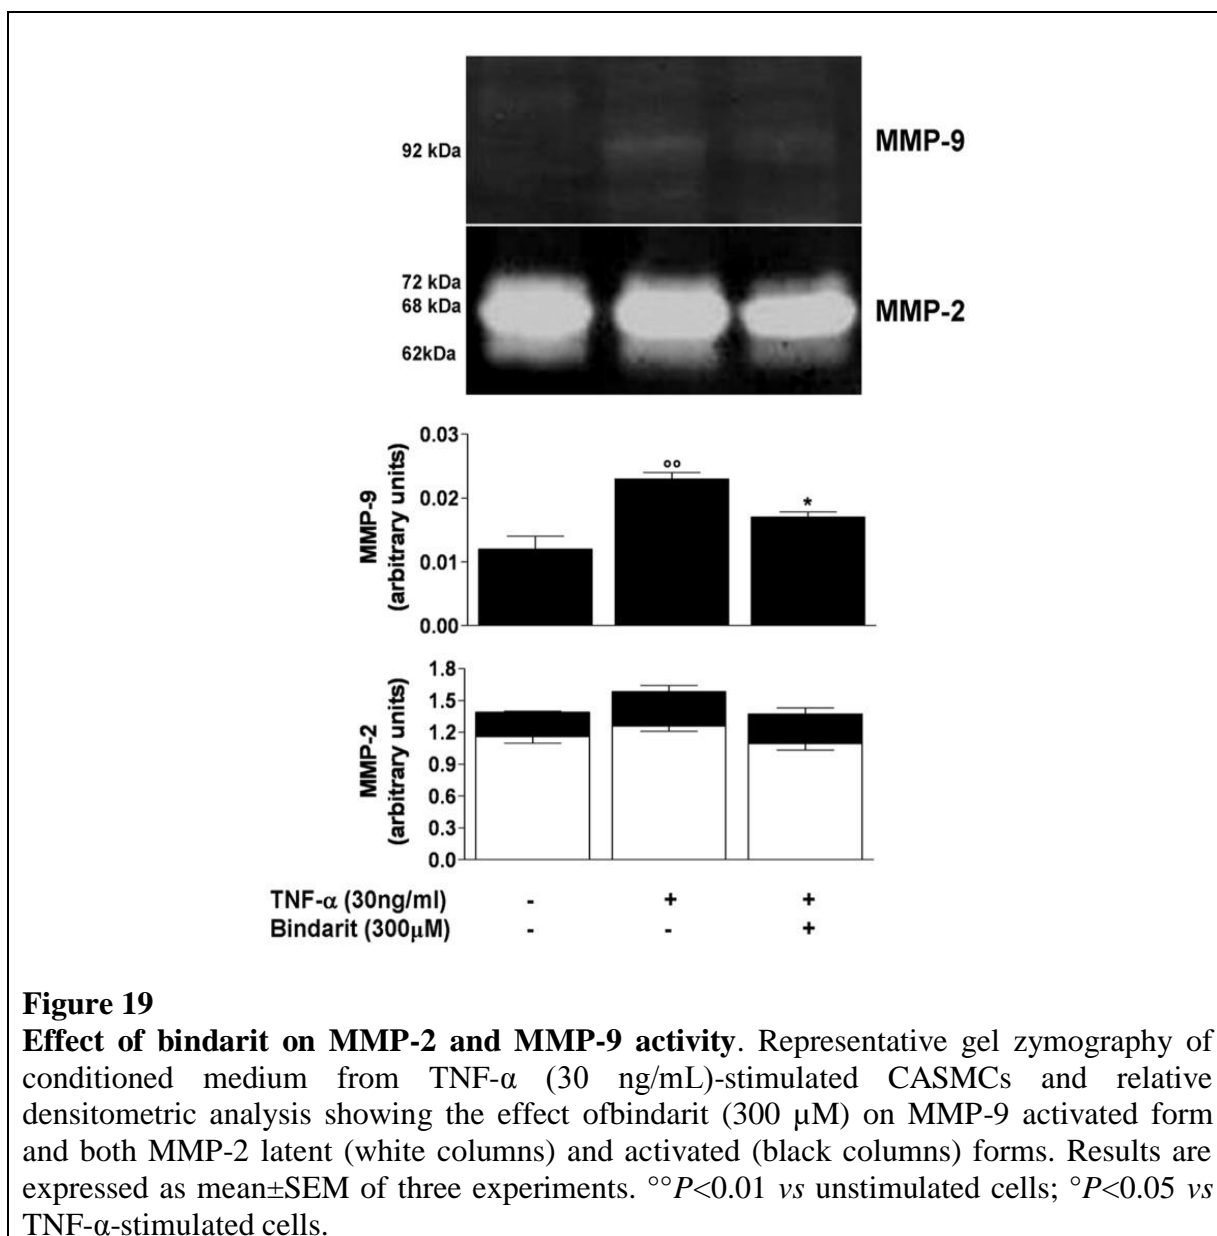 92 kDa
MMP-9
72 kDa
68 kDa
MMP-2
62kDa
0.03
0.02
0.01
0.00
MMP-9
(arbitrary units)
°°
*
1.8
1.5
1.2
0.9
0.6
0.3
0.0
MMP-2
(arbitrary units)
TNF-α (30ng/ml) - + +
Bindarit (300µM) - - +
Figure 19
Effect of bindarit on MMP-2 and MMP-9 activity. Representative gel zymography of
conditioned medium from TNF-α (30 ng/mL)-stimulated CASMCs and relative
densitometric analysis showing the effect ofbindarit (300 µM) on MMP-9 activated form
and both MMP-2 latent (white columns) and activated (black columns) forms. Results are
expressed as mean±SEM of three experiments. °°P<0.01 vs unstimulated cells; °P<0.05 vs
TNF-α-stimulated cells.